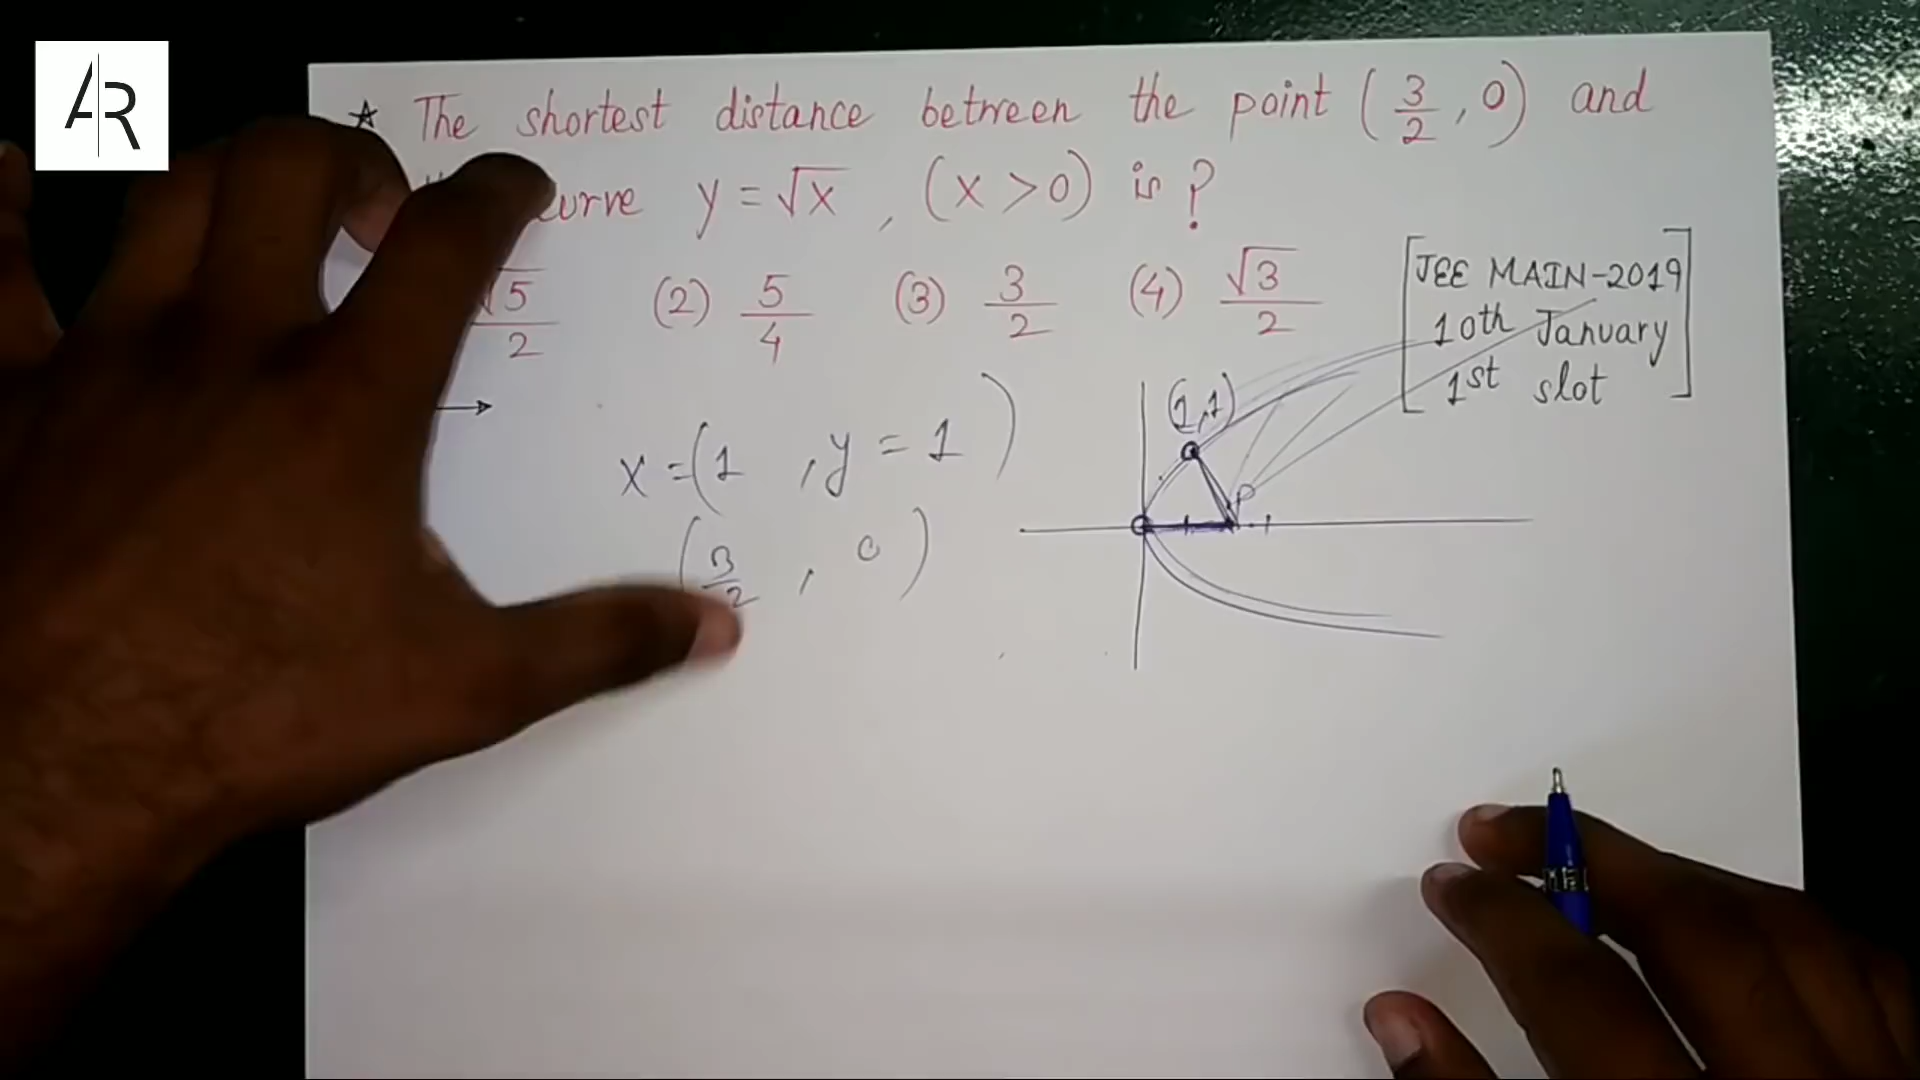 AR
The shortest distance between the point (3/2, 0) and
curve y = √x, (x > 0) is?
√5/2 (2) 5/4 (3) 3/2 (4) √3/2
[JEE MAIN-2019
10th January
1st slot]
x = (1, y = 1)
(3/2, 0)
(1,1)
P